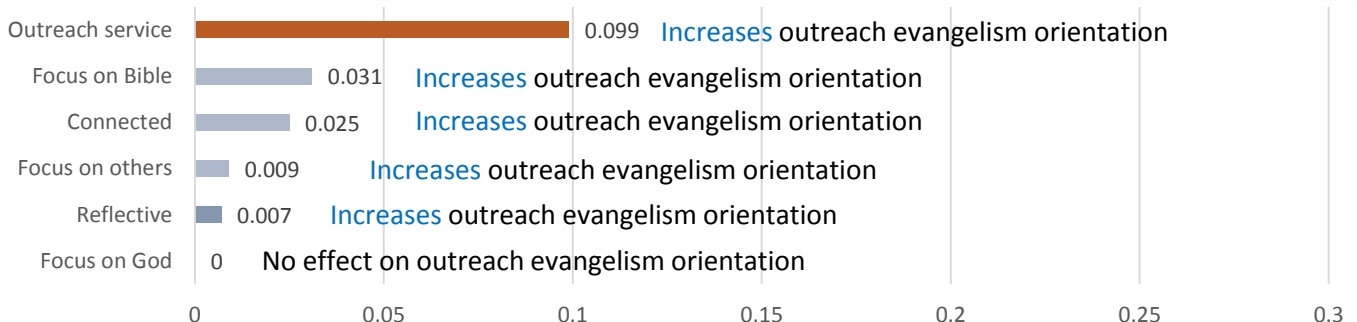 Outreach service 0.099 Increases outreach evangelism orientation
Focus on Bible 0.031 Increases outreach evangelism orientation
Connected 0.025 Increases outreach evangelism orientation
Focus on others 0.009 Increases outreach evangelism orientation
Reflective 0.007 Increases outreach evangelism orientation
Focus on God 0 No effect on outreach evangelism orientation
0 0.05 0.1 0.15 0.2 0.25 0.3